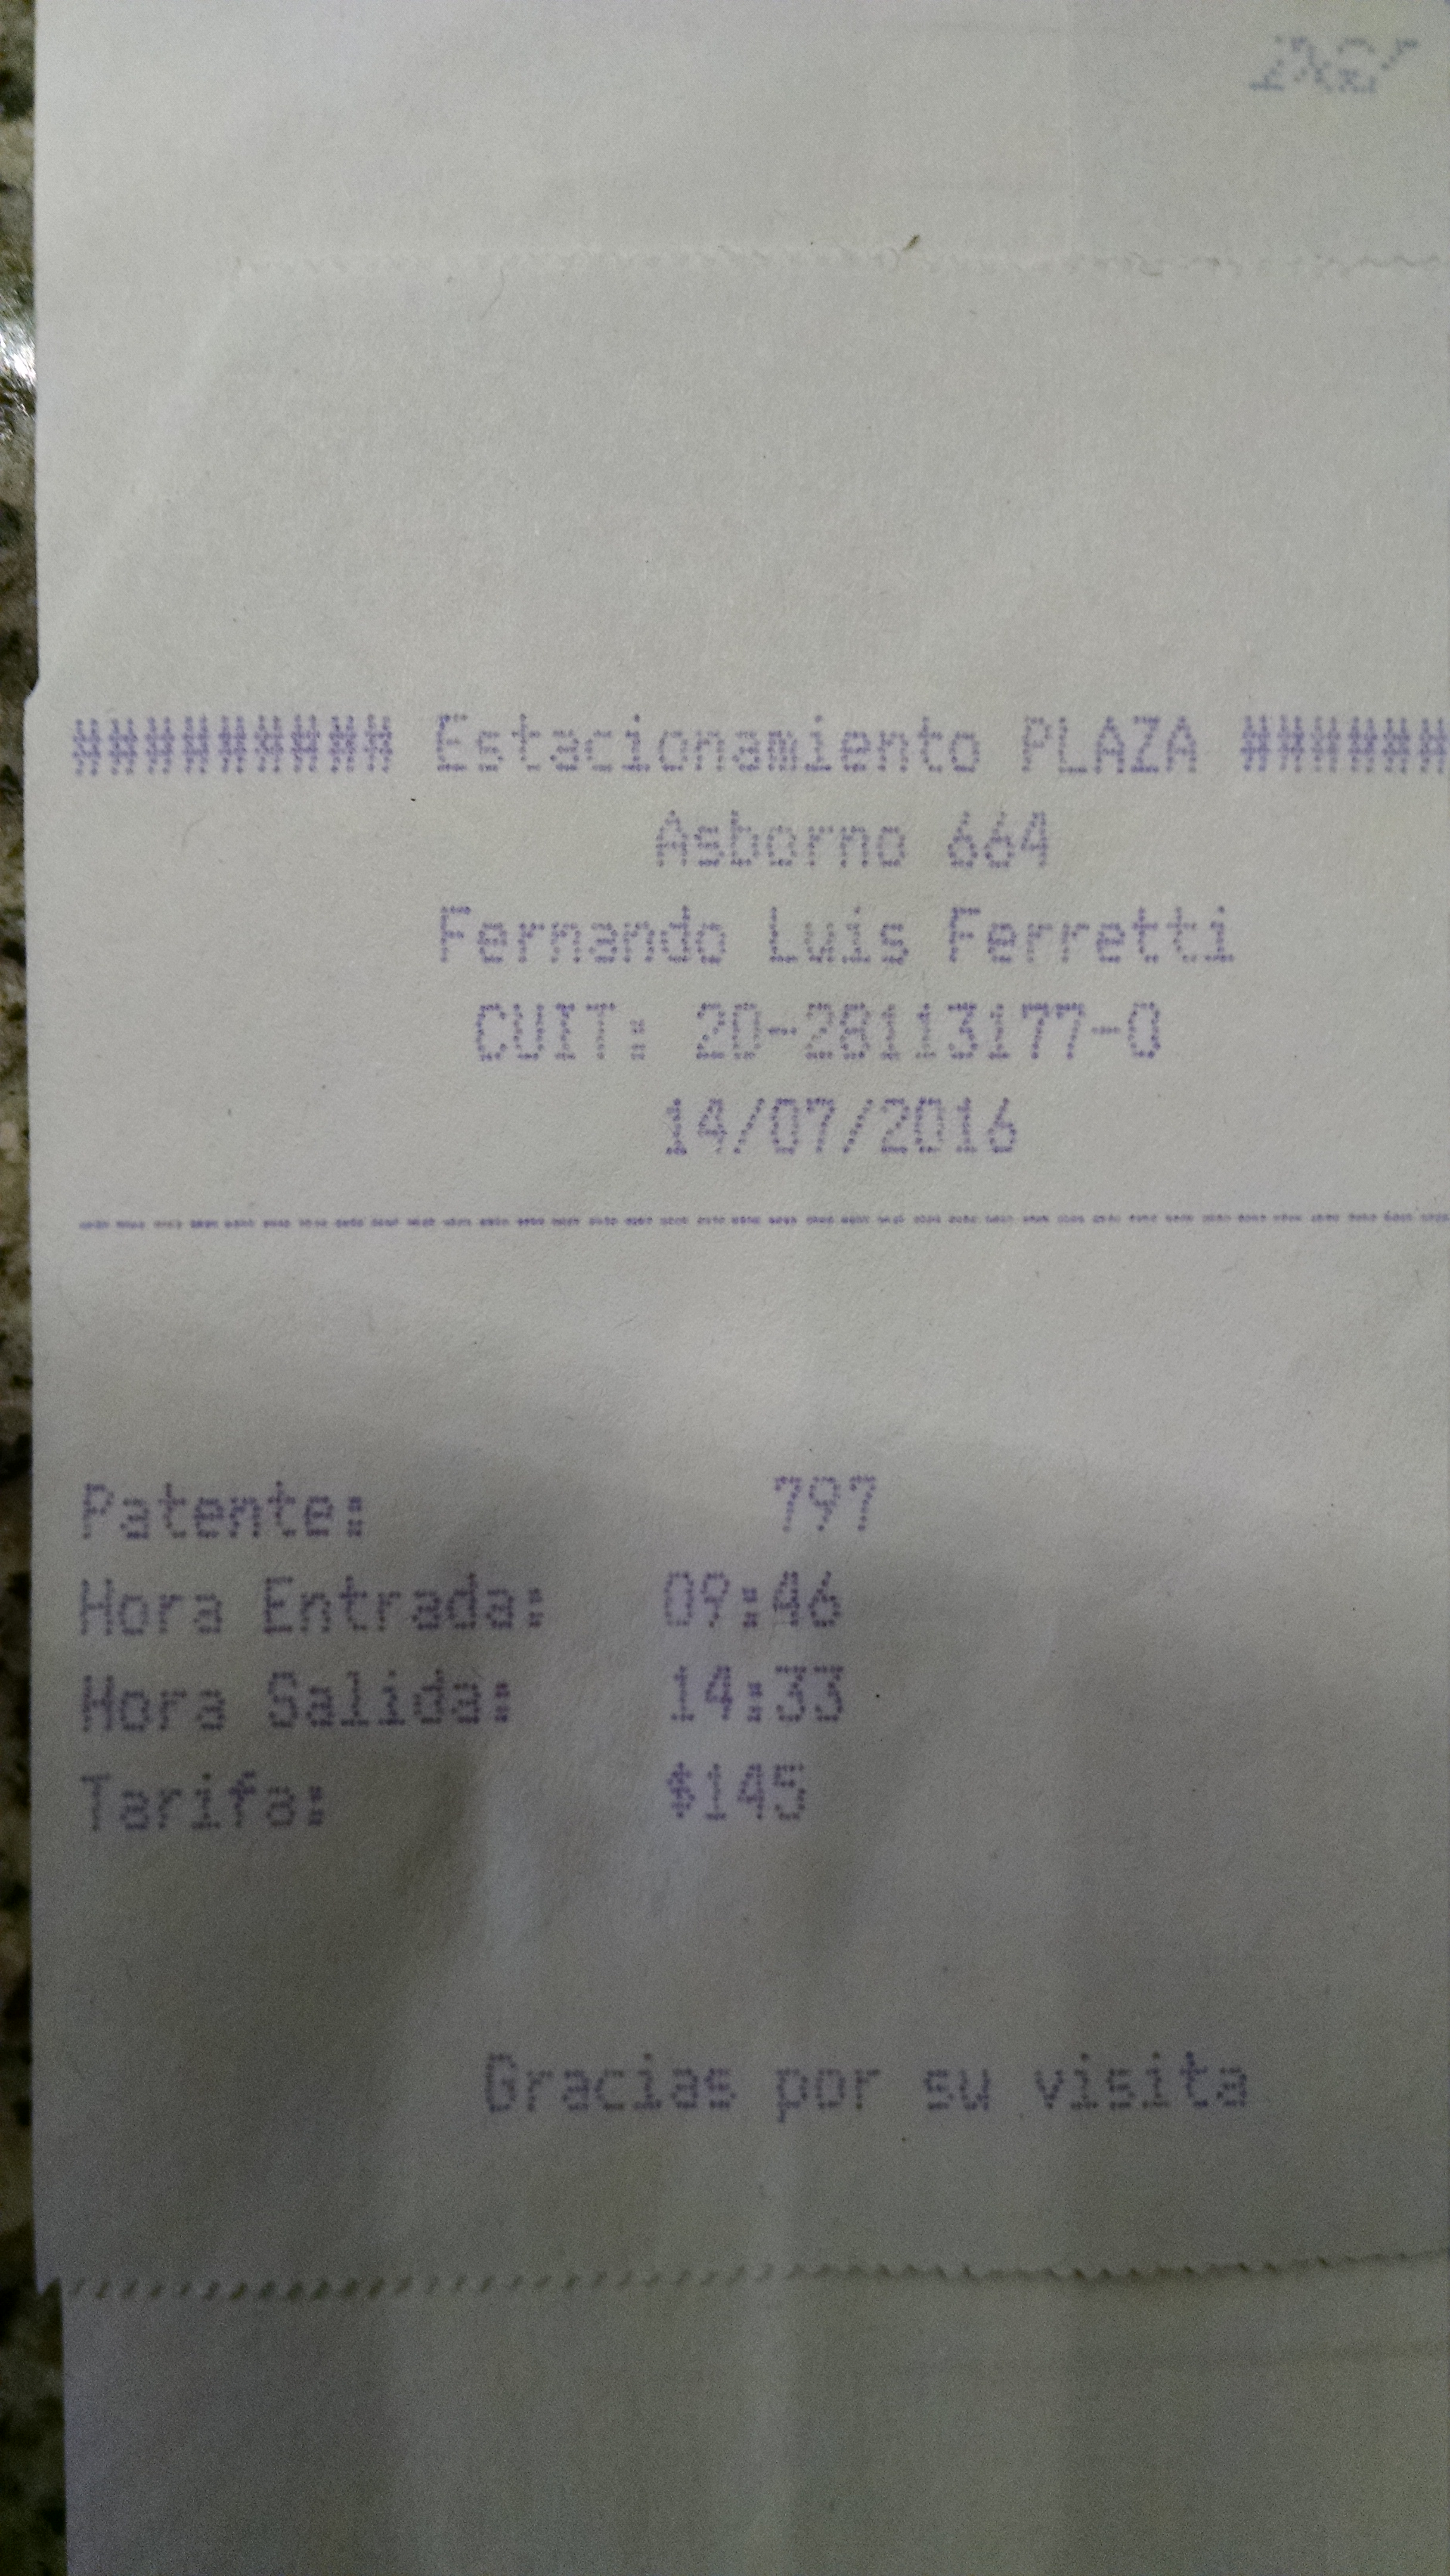 ######### Estacionamiento PLAZA ######
Asborno 664
Fernando Luis Ferretti
CUIT: 20-28113177-0
14/07/2016
--------------------------------------
Patente: 797
Hora Entrada: 09:46
Hora Salida: 14:33
Tarifa: $145
Gracias por su visita